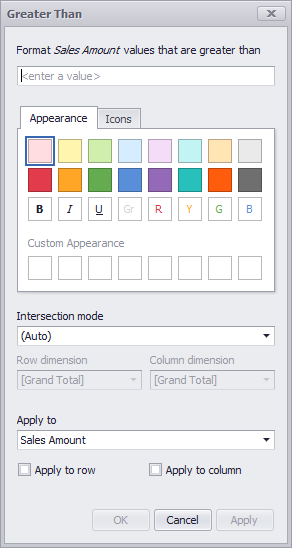 Greater Than
Format Sales Amount values that are greater than
<enter a value>
Appearance Icons
B I U Gr R Y G B
Custom Appearance
Intersection mode
(Auto)
Row dimension Column dimension
[Grand Total] [Grand Total]
Apply to
Sales Amount
Apply to row Apply to column
OK Cancel Apply